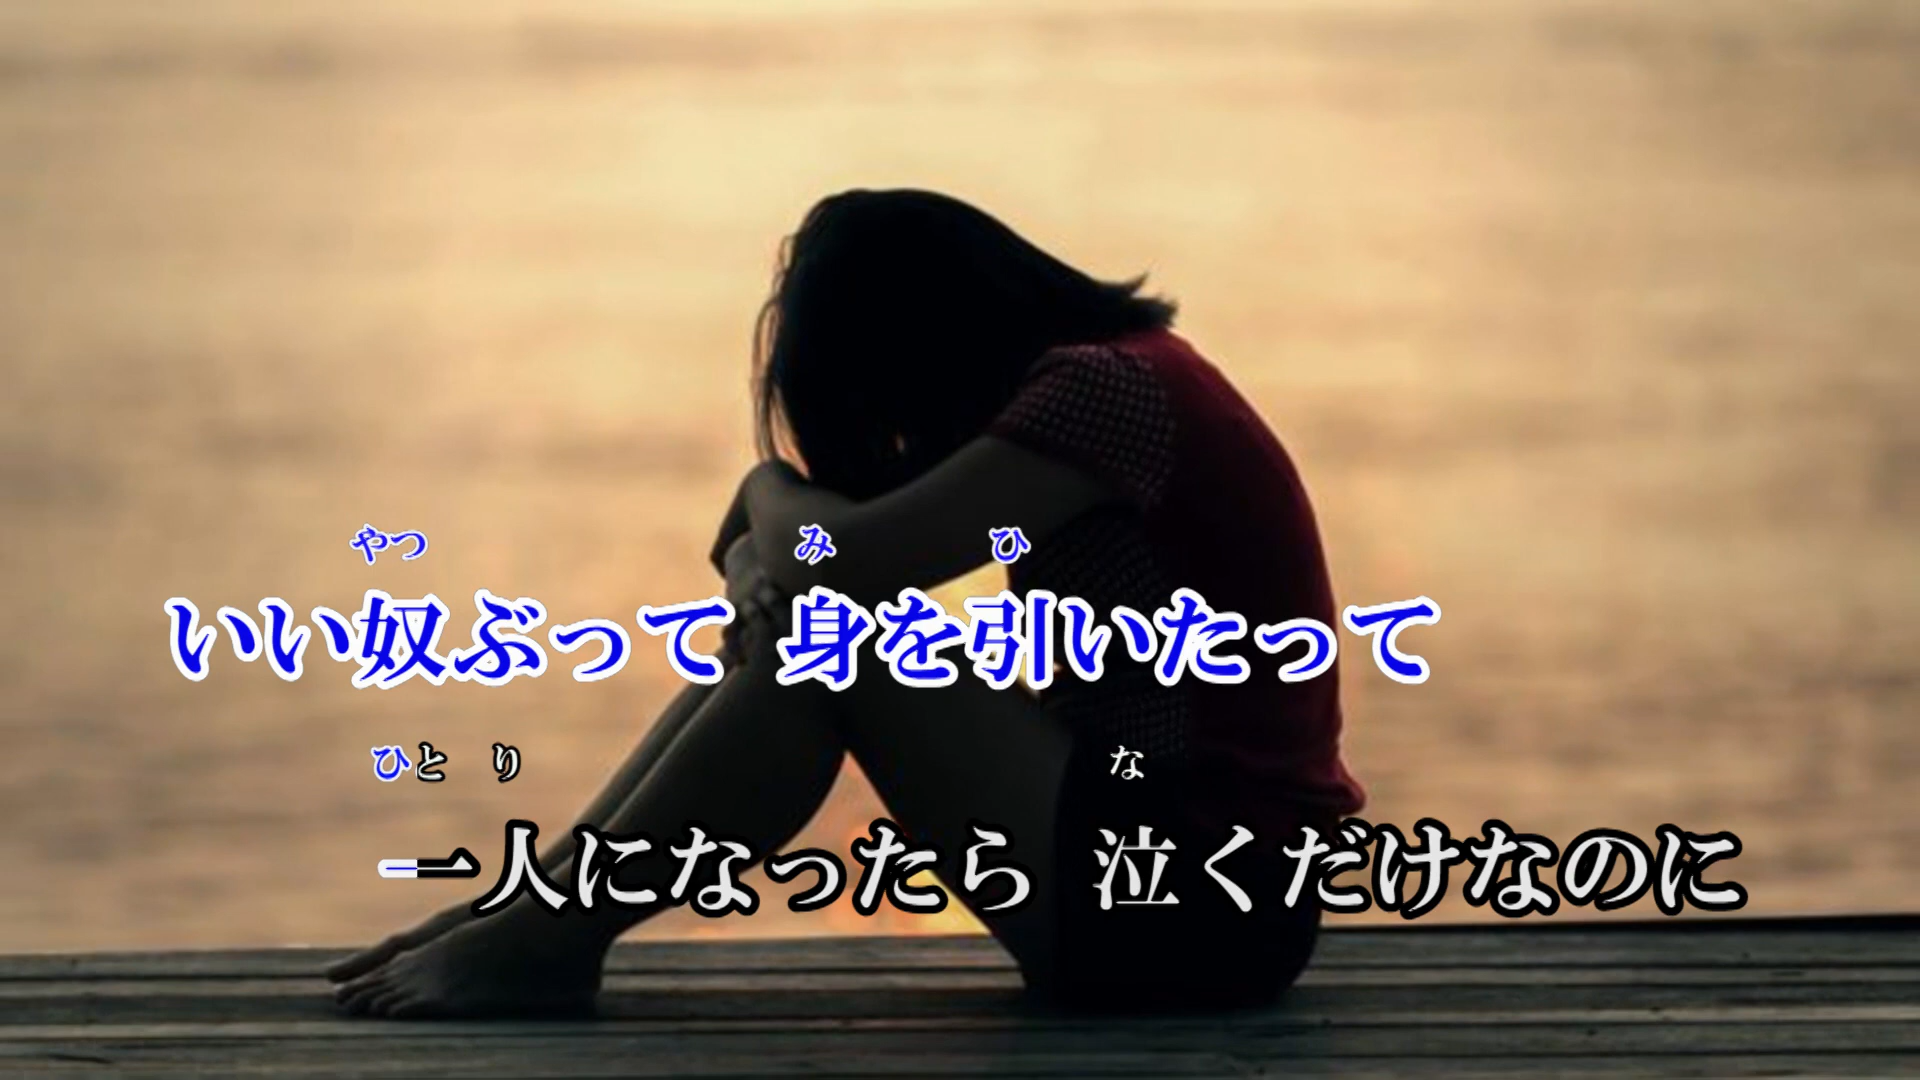 やつ み ひ
いい奴ぶって 身を引いたって
ひと り な
一人になったら 泣くだけなのに